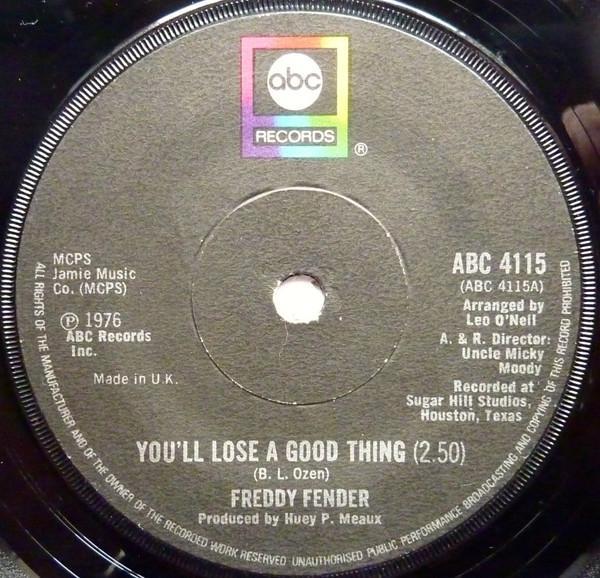 abc
RECORDS
®
MCPS
Jamie Music
Co. (MCPS)
Ⓟ 1976
ABC Records
Inc.
Made in U.K.
ABC 4115
(ABC 4115A)
Arranged by
Leo O'Neil
A. & R. Director:
Uncle Micky
Moody
Recorded at
Sugar Hill Studios,
Houston, Texas
YOU'LL LOSE A GOOD THING (2.50)
(B. L. Ozen)
FREDDY FENDER
Produced by Huey P. Meaux
ALL RIGHTS OF THE MANUFACTURER AND OF THE OWNER OF THE RECORDED WORK RESERVED · UNAUTHORISED PUBLIC PERFORMANCE BROADCASTING AND COPYING OF THIS RECORD PROHIBITED